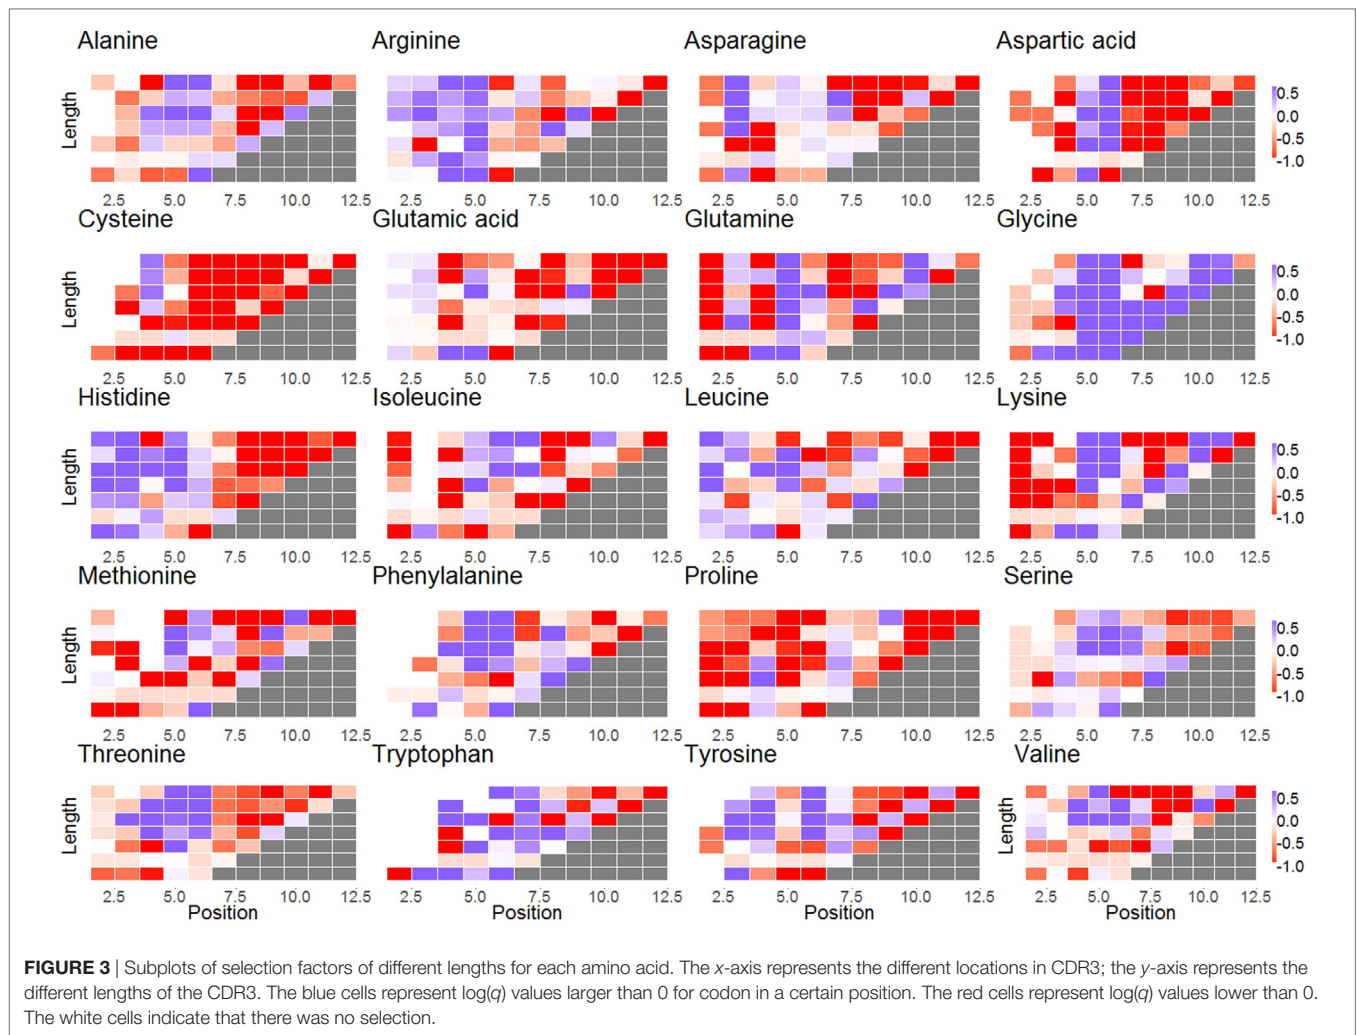 Alanine Arginine Asparagine Aspartic acid
Length
0.5
0.0
-0.5
-1.0
2.5 5.0 7.5 10.0 12.5 2.5 5.0 7.5 10.0 12.5 2.5 5.0 7.5 10.0 12.5 2.5 5.0 7.5 10.0 12.5
Cysteine Glutamic acid Glutamine Glycine
Length
0.5
0.0
-0.5
-1.0
2.5 5.0 7.5 10.0 12.5 2.5 5.0 7.5 10.0 12.5 2.5 5.0 7.5 10.0 12.5 2.5 5.0 7.5 10.0 12.5
Histidine Isoleucine Leucine Lysine
Length
0.5
0.0
-0.5
-1.0
2.5 5.0 7.5 10.0 12.5 2.5 5.0 7.5 10.0 12.5 2.5 5.0 7.5 10.0 12.5 2.5 5.0 7.5 10.0 12.5
Methionine Phenylalanine Proline Serine
Length
0.5
0.0
-0.5
-1.0
2.5 5.0 7.5 10.0 12.5 2.5 5.0 7.5 10.0 12.5 2.5 5.0 7.5 10.0 12.5 2.5 5.0 7.5 10.0 12.5
Threonine Tryptophan Tyrosine Valine
Length Length
0.5
0.0
-0.5
-1.0
2.5 5.0 7.5 10.0 12.5 2.5 5.0 7.5 10.0 12.5 2.5 5.0 7.5 10.0 12.5 2.5 5.0 7.5 10.0 12.5
Position Position Position Position
FIGURE 3 | Subplots of selection factors of different lengths for each amino acid. The x-axis represents the different locations in CDR3; the y-axis represents the
different lengths of the CDR3. The blue cells represent log(q) values larger than 0 for codon in a certain position. The red cells represent log(q) values lower than 0.
The white cells indicate that there was no selection.